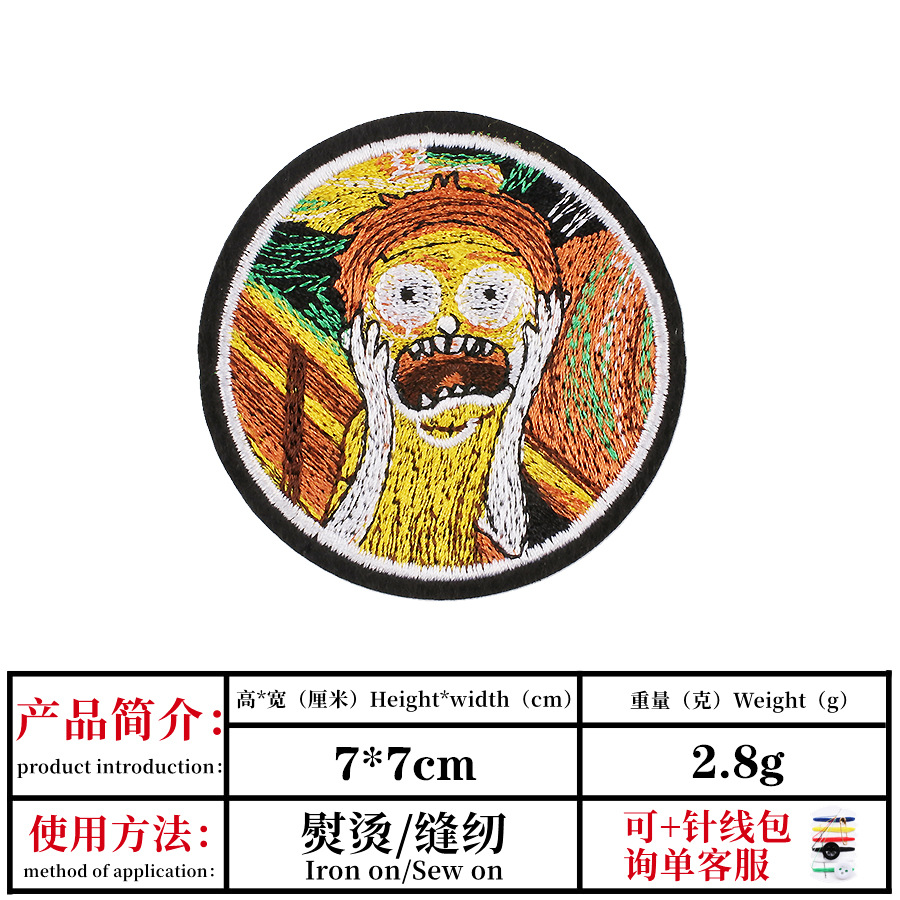 产品简介：
product introduction:
高*宽（厘米）Height*width（cm）
重量（克）Weight（g）
7*7cm
2.8g
使用方法：
method of application:
熨烫/缝纫
Iron on/Sew on
可+针线包
询单客服